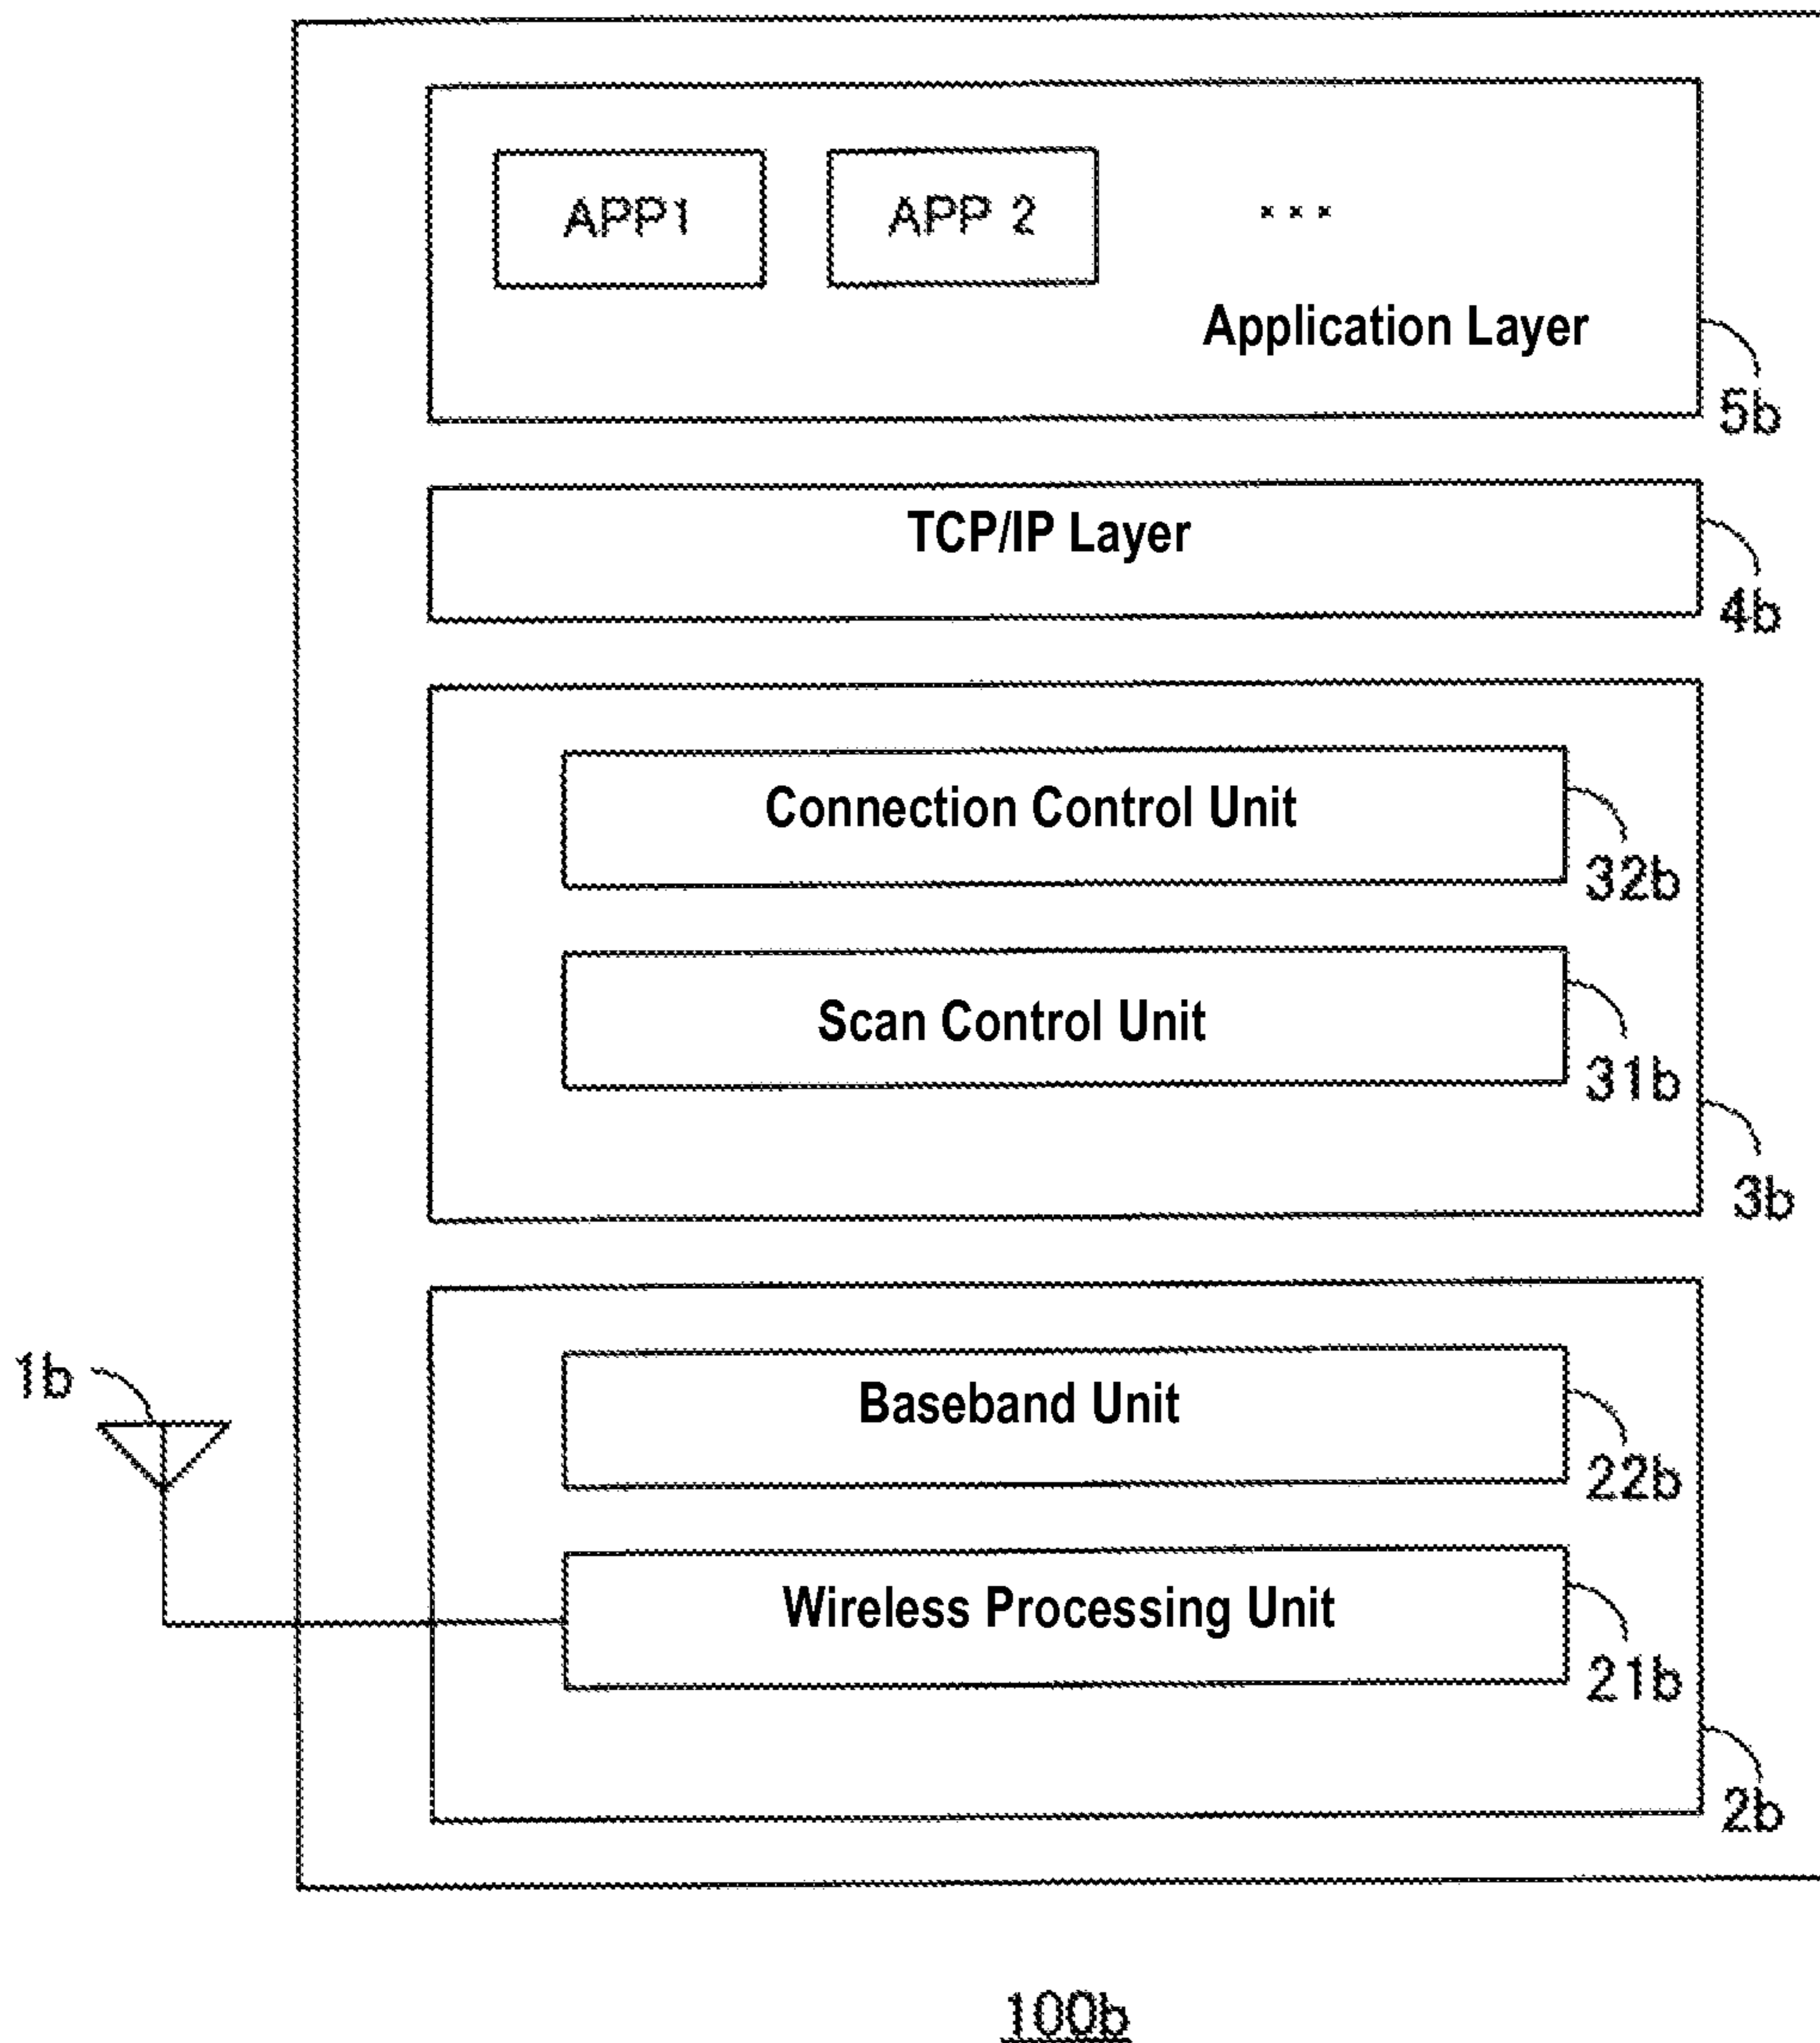 APP1
APP 2
...
Application Layer
5b
TCP/IP Layer
4b
Connection Control Unit
32b
Scan Control Unit
31b
3b
1b
Baseband Unit
22b
Wireless Processing Unit
21b
2b
100b